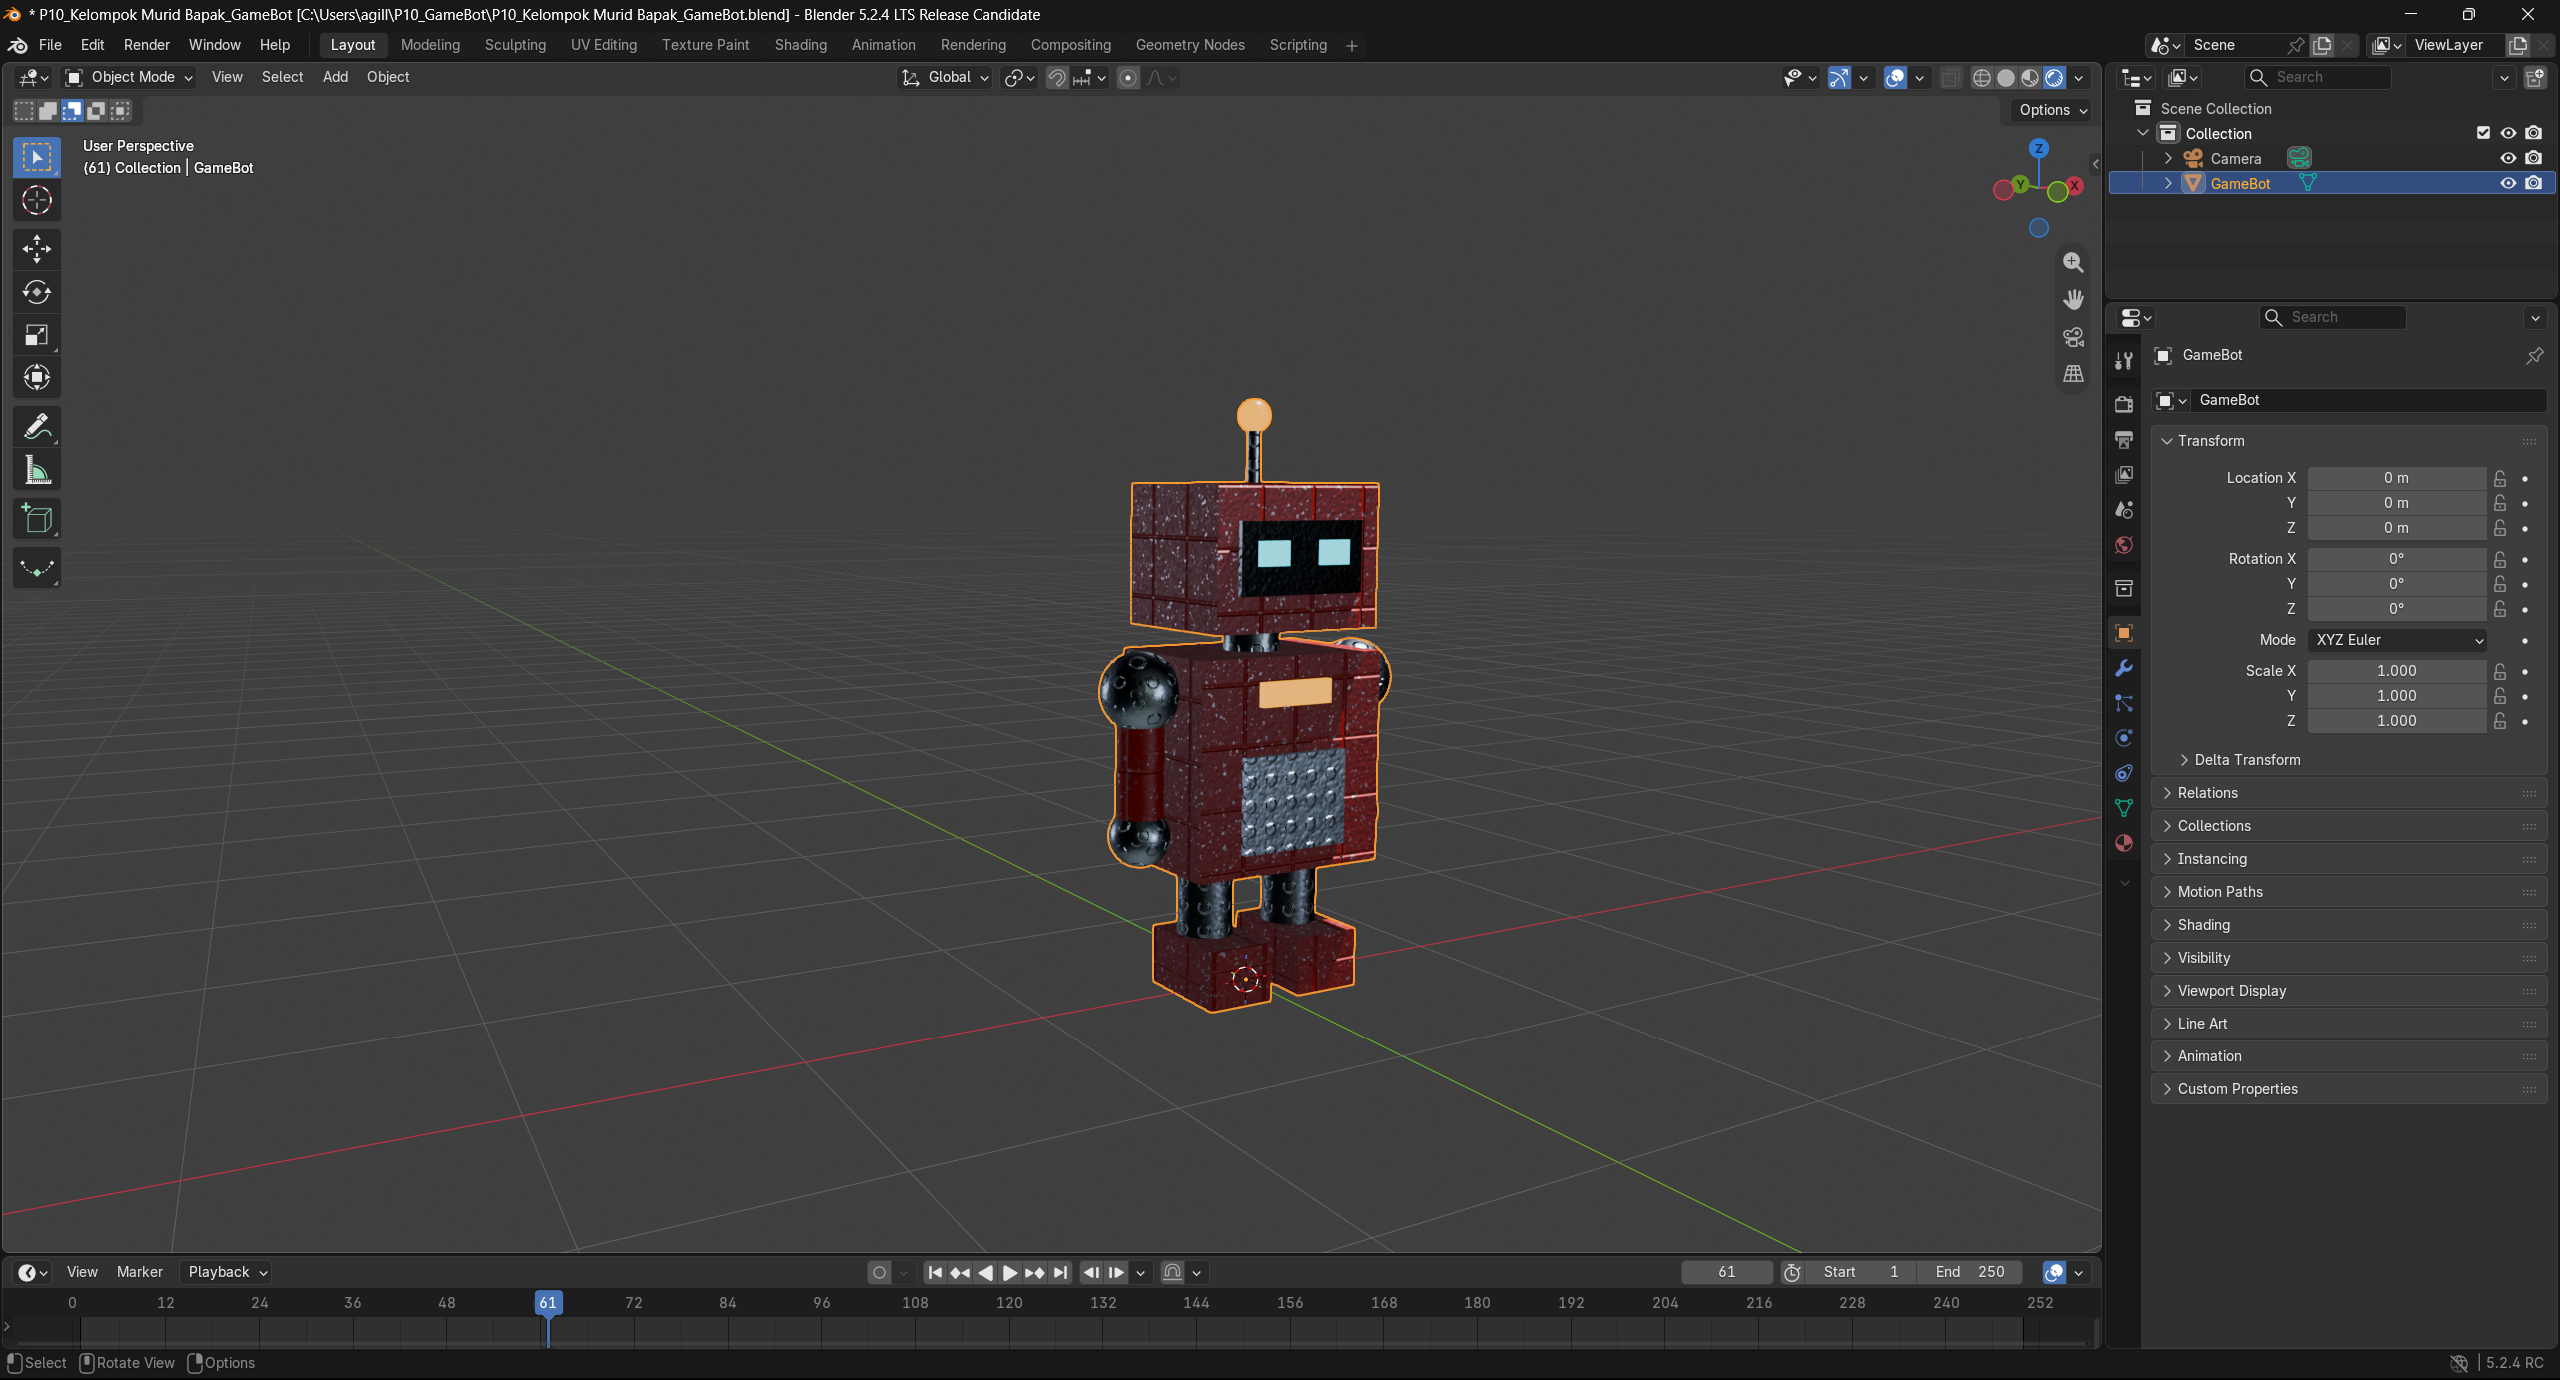 * P10_Kelompok Murid Bapak_GameBot [C:\Users\agill\P10_GameBot\P10_Kelompok Murid Bapak_GameBot.blend] - Blender 5.2.4 LTS Release Candidate
File Edit Render Window Help Layout Modeling Sculpting UV Editing Texture Paint Shading Animation Rendering Compositing Geometry Nodes Scripting Scene ViewLayer
Object Mode View Select Add Object Global Search
Options
User Perspective
(61) Collection | GameBot
Z
Y
X
Scene Collection
Collection
Camera
GameBot
Search
GameBot
GameBot
Transform
Location X 0 m
Y 0 m
Z 0 m
Rotation X 0°
Y 0°
Z 0°
Mode XYZ Euler
Scale X 1.000
Y 1.000
Z 1.000
Delta Transform
Relations
Collections
Instancing
Motion Paths
Shading
Visibility
Viewport Display
Line Art
Animation
Custom Properties
View Marker Playback 61 Start 1 End 250
0 12 24 36 48 61 72 84 96 108 120 132 144 156 168 180 192 204 216 228 240 252
Select Rotate View Options 5.2.4 RC